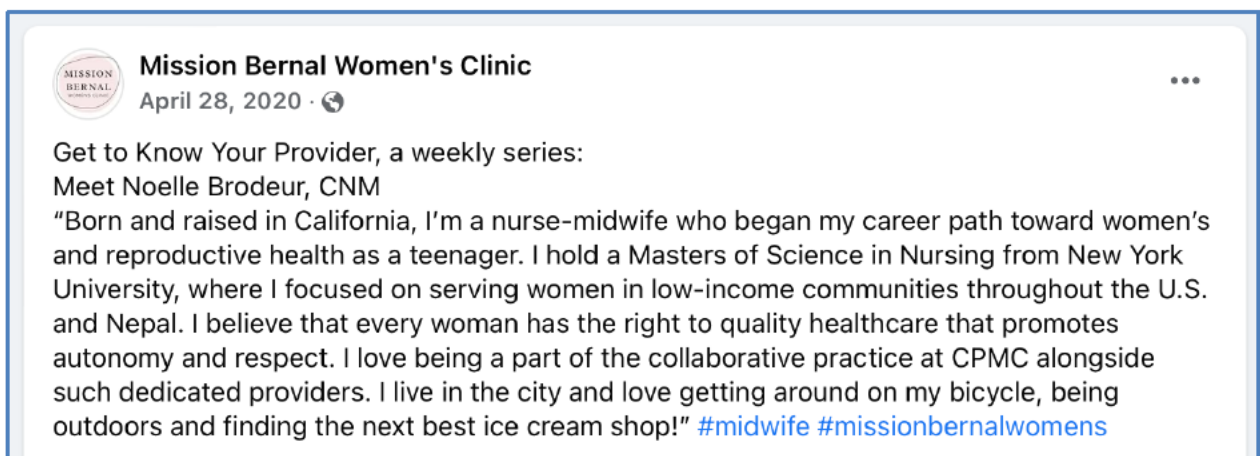 MISSION
BERNAL
WOMENS CLINIC
Mission Bernal Women's Clinic
April 28, 2020 ·
Get to Know Your Provider, a weekly series:
Meet Noelle Brodeur, CNM
“Born and raised in California, I’m a nurse-midwife who began my career path toward women’s
and reproductive health as a teenager. I hold a Masters of Science in Nursing from New York
University, where I focused on serving women in low-income communities throughout the U.S.
and Nepal. I believe that every woman has the right to quality healthcare that promotes
autonomy and respect. I love being a part of the collaborative practice at CPMC alongside
such dedicated providers. I live in the city and love getting around on my bicycle, being
outdoors and finding the next best ice cream shop!” #midwife #missionbernalwomens